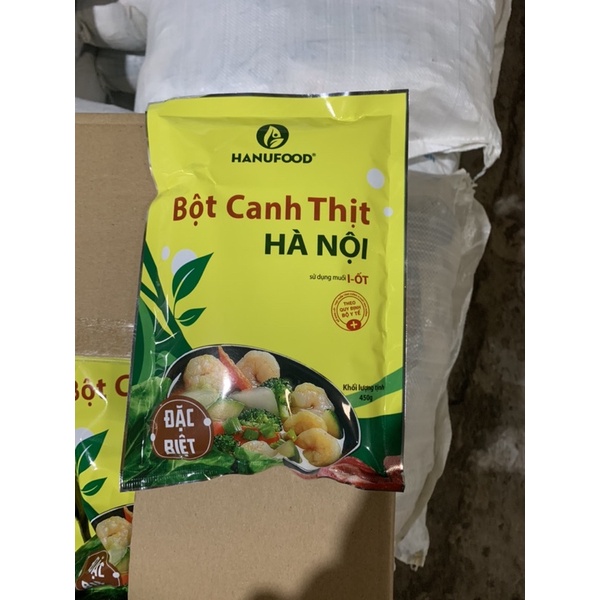 HANUFOOD®
Bột Canh Thịt
HÀ NỘI
sử dụng muối I-ỐT
THEO
QUY ĐỊNH
BỘ Y TẾ
Khối lượng tịnh
450g
ĐẶC
BIỆT
Bột C